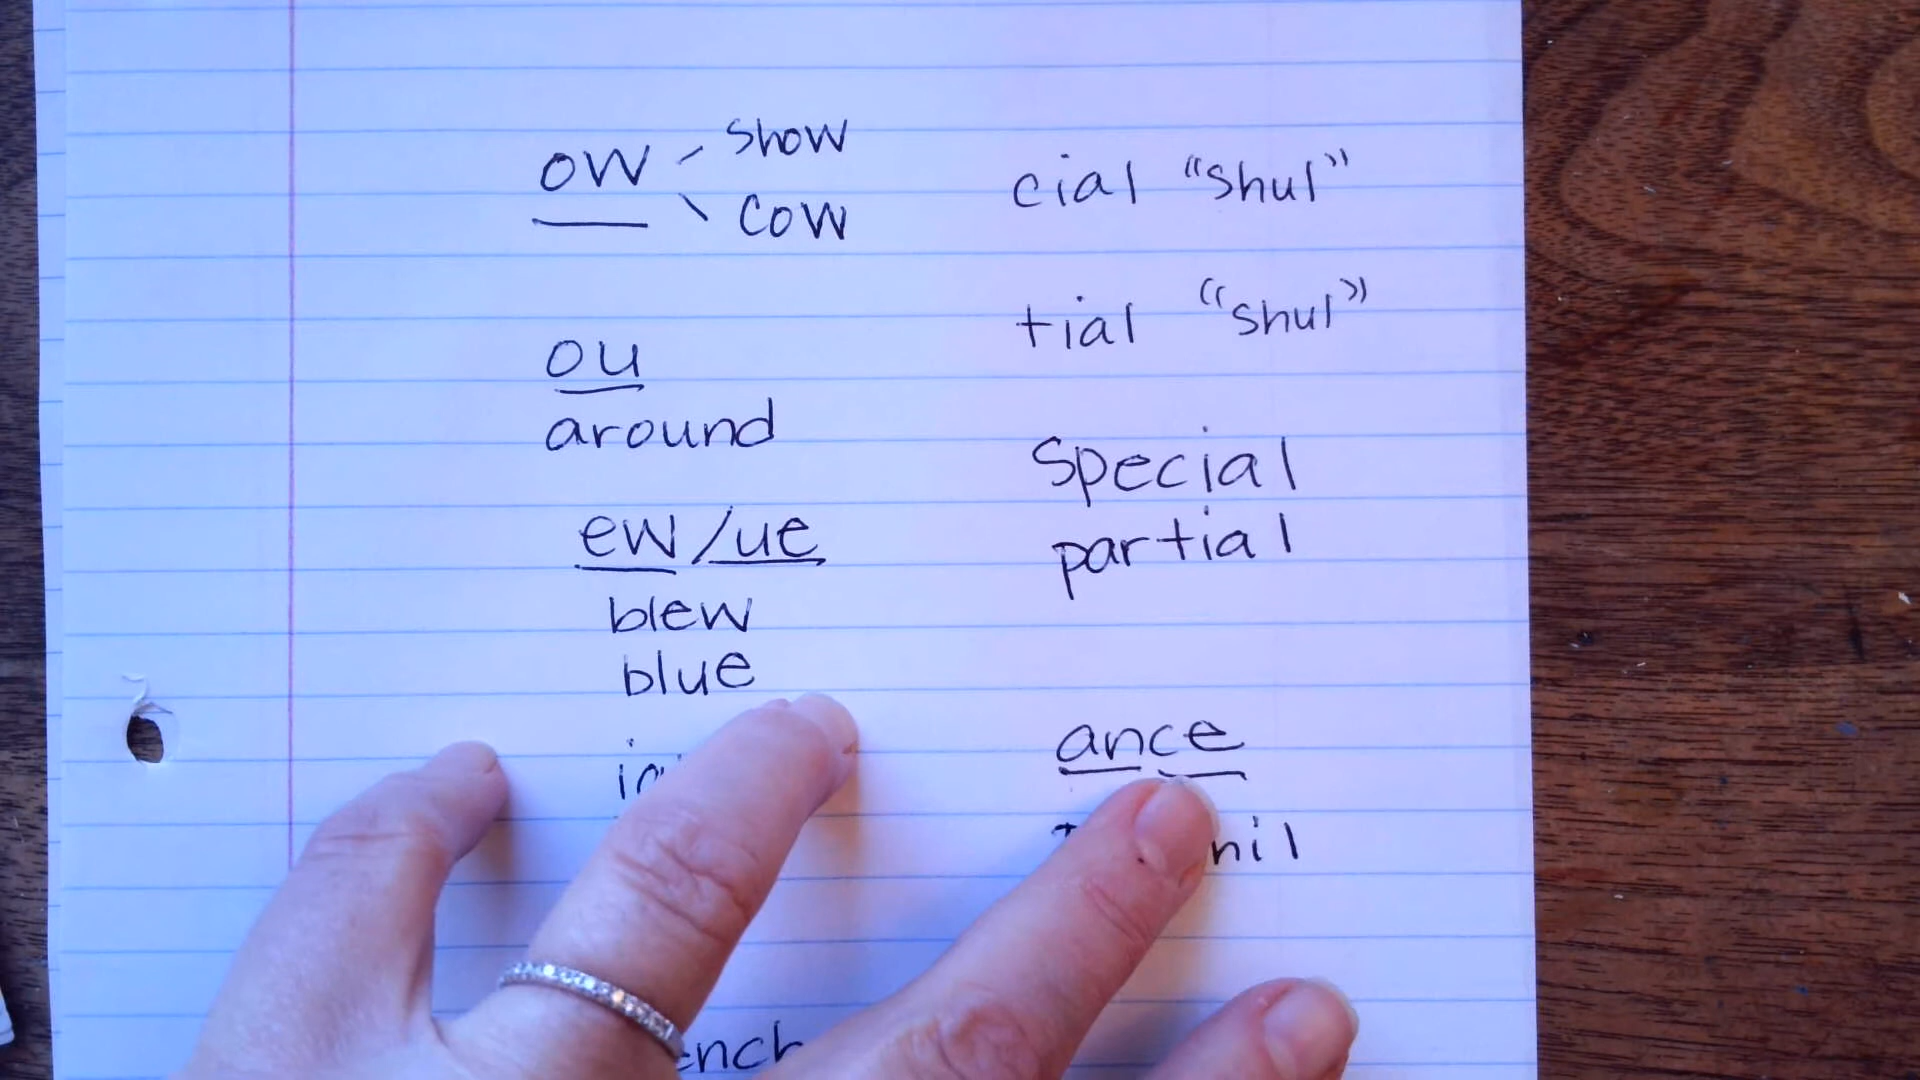 ow
show
cow
ou
around
ew/ue
blew
blue
cial "shul"
tial "shul"
special
partial
ance